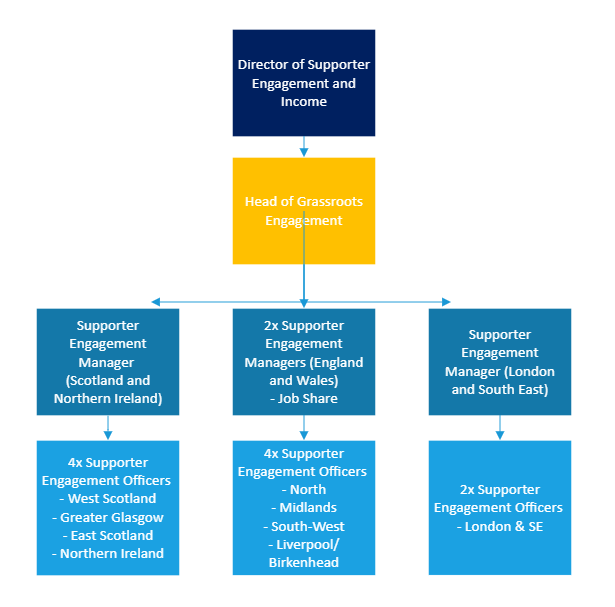 Director of Supporter
Engagement and
Income
Head of Grassroots
Engagement
Supporter
Engagement
Manager
(Scotland and
Northern Ireland)
2x Supporter
Engagement
Managers (England
and Wales)
- Job Share
Supporter
Engagement
Manager (London
and South East)
4x Supporter
Engagement Officers
- West Scotland
- Greater Glasgow
- East Scotland
- Northern Ireland
4x Supporter
Engagement Officers
- North
- Midlands
- South-West
- Liverpool/
Birkenhead
2x Supporter
Engagement Officers
- London & SE